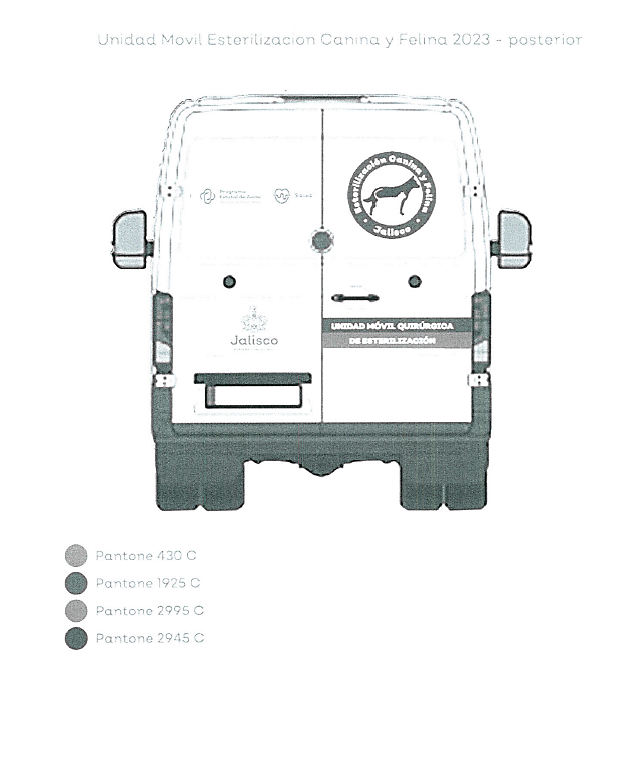 Unidad Movil Esterilizacion Canina y Felina 2023 - posterior
Esterilización Canina y Felina
Jalisco
Programa
Salud
Jalisco
UNIDAD MÓVIL QUIRÚRGICA
DE ESTERILIZACIÓN
Pantone 430 C
Pantone 1925 C
Pantone 2995 C
Pantone 2945 C